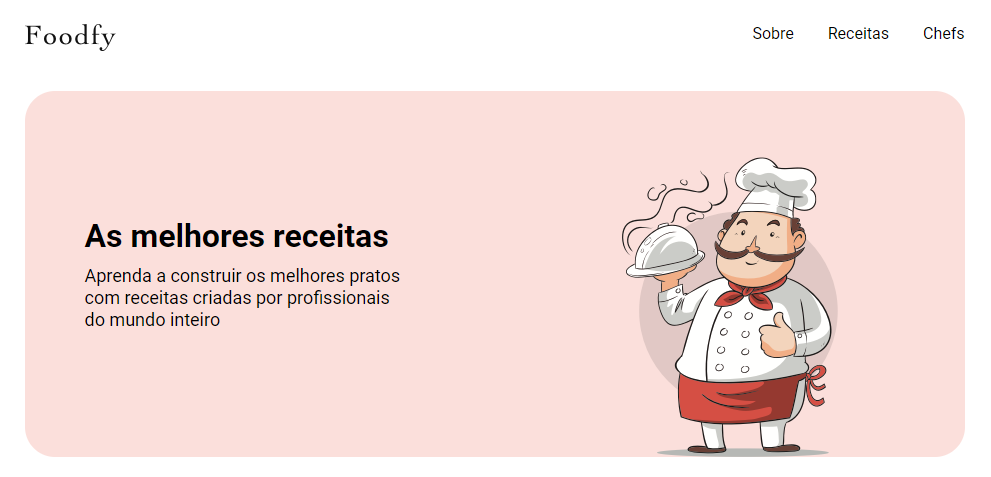 Foodfy
Sobre
Receitas
Chefs
As melhores receitas
Aprenda a construir os melhores pratos
com receitas criadas por profissionais
do mundo inteiro